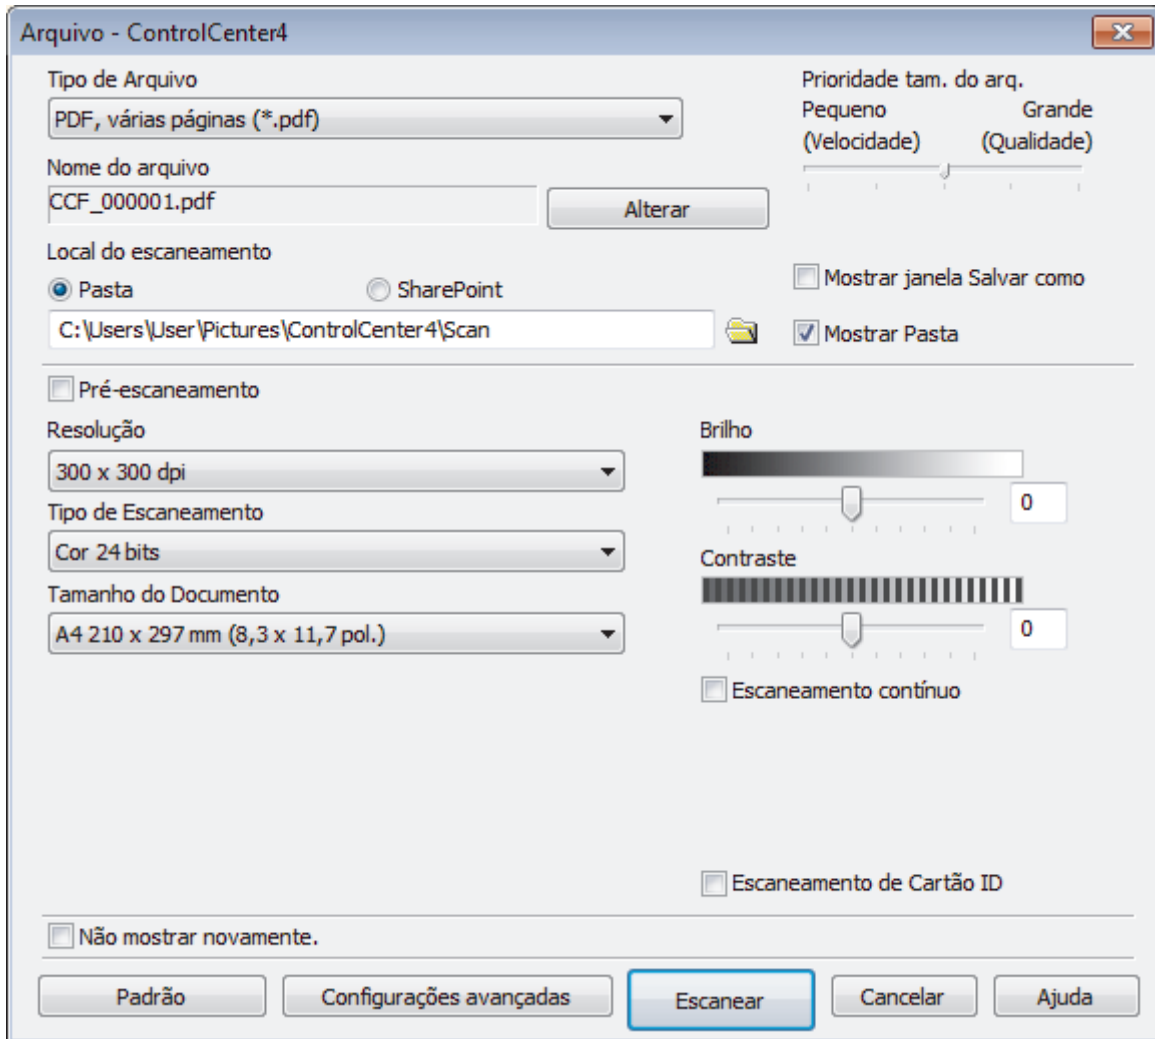 Arquivo - ControlCenter4
Tipo de Arquivo
PDF, várias páginas (*.pdf)
Prioridade tam. do arq.
Pequeno Grande
(Velocidade) (Qualidade)
Nome do arquivo
CCF_000001.pdf
Alterar
Local do escaneamento
Pasta SharePoint
C:\Users\User\Pictures\ControlCenter4\Scan
Mostrar janela Salvar como
Mostrar Pasta
Pré-escaneamento
Resolução
300 x 300 dpi
Tipo de Escaneamento
Cor 24 bits
Tamanho do Documento
A4 210 x 297 mm (8,3 x 11,7 pol.)
Brilho
0
Contraste
0
Escaneamento contínuo
Escaneamento de Cartão ID
Não mostrar novamente.
Padrão Configurações avançadas Escanear Cancelar Ajuda